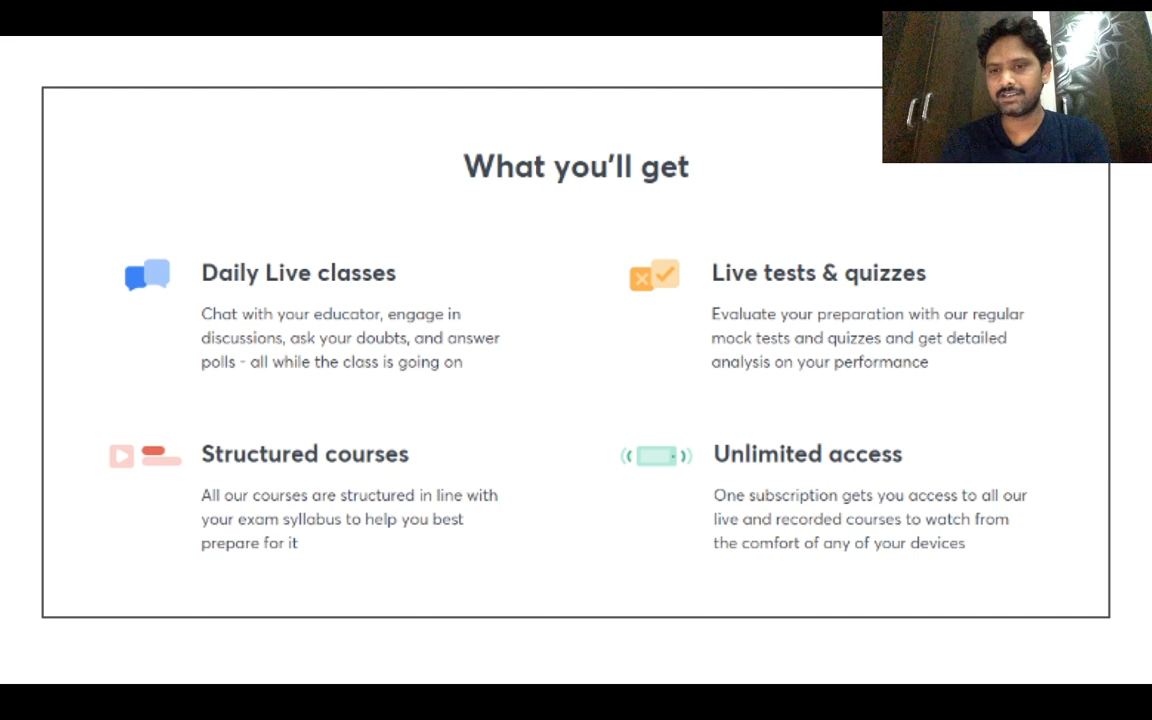 What you'll get
Daily Live classes
Chat with your educator, engage in
discussions, ask your doubts, and answer
polls - all while the class is going on
Live tests & quizzes
Evaluate your preparation with our regular
mock tests and quizzes and get detailed
analysis on your performance
Structured courses
All our courses are structured in line with
your exam syllabus to help you best
prepare for it
Unlimited access
One subscription gets you access to all our
live and recorded courses to watch from
the comfort of any of your devices